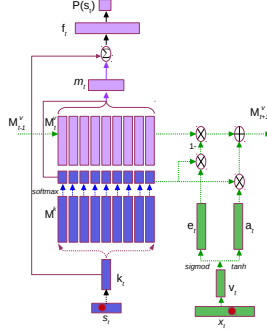 P(s_t)
f_t
Σ
m_t
M^v_{t-1}
M^v_t
M^v_{t+1}
1-
softmax
M^k
e_t
a_t
sigmod
tanh
k_t
v_t
s_t
x_t